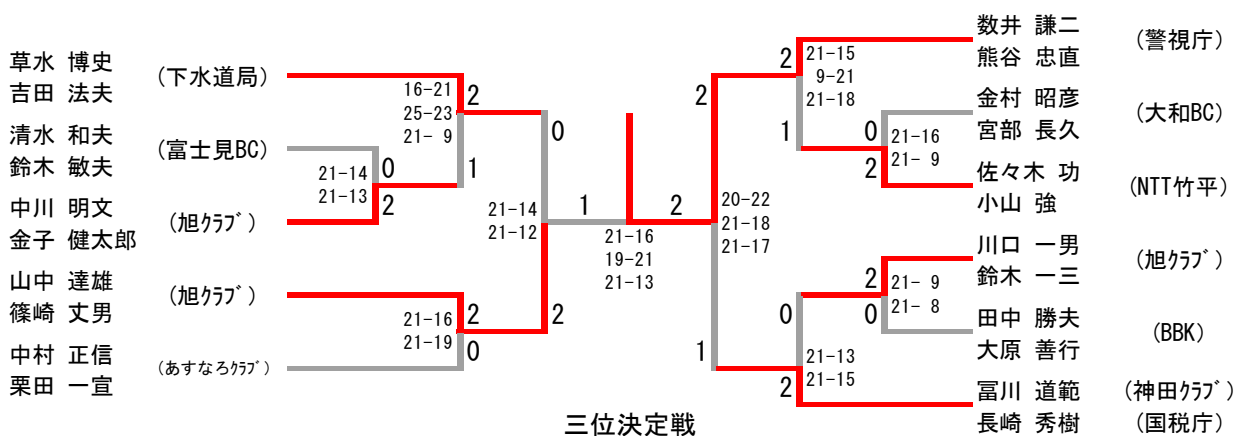 草水 博史
吉田 法夫
(下水道局)
清水 和夫
鈴木 敏夫
(富士見BC)
中川 明文
金子 健太郎
(旭ｸﾗﾌﾞ)
山中 達雄
篠崎 丈男
(旭ｸﾗﾌﾞ)
中村 正信
栗田 一宣
(あすなろｸﾗﾌﾞ)
21-14
21-13
0
2
16-21
25-23
21- 9
2
1
21-16
21-19
2
0
21-14
21-12
0
2
1
2
21-16
19-21
21-13
20-22
21-18
21-17
2
1
21-15
9-21
21-18
2
1
21-16
21- 9
0
2
21- 9
21- 8
2
0
21-13
21-15
0
2
数井 謙二
熊谷 忠直
(警視庁)
金村 昭彦
宮部 長久
(大和BC)
佐々木 功
小山 強
(NTT竹平)
川口 一男
鈴木 一三
(旭ｸﾗﾌﾞ)
田中 勝夫
大原 善行
(BBK)
冨川 道範
長崎 秀樹
(神田ｸﾗﾌﾞ)
(国税庁)
三位決定戦